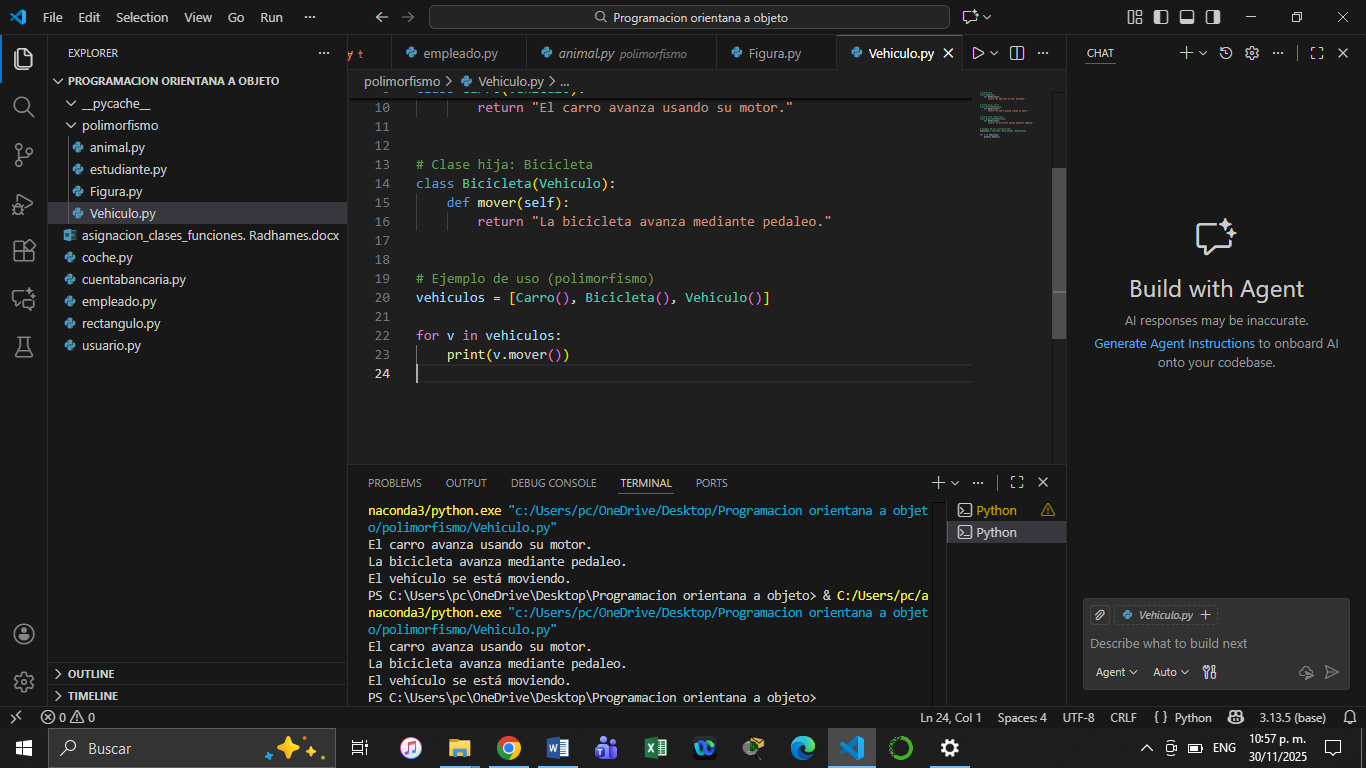 File Edit Selection View Go Run ···
Programacion orientana a objeto
EXPLORER
PROGRAMACION ORIENTANA A OBJETO
__pycache__
polimorfismo
animal.py
estudiante.py
Figura.py
Vehiculo.py
asignacion_clases_funciones. Radhames.docx
coche.py
cuentabancaria.py
empleado.py
rectangulo.py
usuario.py
OUTLINE
TIMELINE
empleado.py
animal.py polimorfismo
Figura.py
Vehiculo.py
polimorfismo > Vehiculo.py > ...
10 return "El carro avanza usando su motor."
11
12
13 # Clase hija: Bicicleta
14 class Bicicleta(Vehiculo):
15 def mover(self):
16 return "La bicicleta avanza mediante pedaleo."
17
18
19 # Ejemplo de uso (polimorfismo)
20 vehiculos = [Carro(), Bicicleta(), Vehiculo()]
21
22 for v in vehiculos:
23 print(v.mover())
24
PROBLEMS OUTPUT DEBUG CONSOLE TERMINAL PORTS
naconda3/python.exe "c:/Users/pc/OneDrive/Desktop/Programacion orientana a objet
o/polimorfismo/Vehiculo.py"
El carro avanza usando su motor.
La bicicleta avanza mediante pedaleo.
El vehículo se está moviendo.
PS C:\Users\pc\OneDrive\Desktop\Programacion orientana a objeto> & C:/Users/pc/a
naconda3/python.exe "c:/Users/pc/OneDrive/Desktop/Programacion orientana a objet
o/polimorfismo/Vehiculo.py"
El carro avanza usando su motor.
La bicicleta avanza mediante pedaleo.
El vehículo se está moviendo.
PS C:\Users\pc\OneDrive\Desktop\Programacion orientana a objeto>
Python
Python
CHAT
Build with Agent
AI responses may be inaccurate.
Generate Agent Instructions to onboard AI
onto your codebase.
Vehiculo.py
Describe what to build next
Agent Auto
0 0
Ln 24, Col 1 Spaces: 4 UTF-8 CRLF { } Python 3.13.5 (base)
Buscar
ENG
10:57 p. m.
30/11/2025